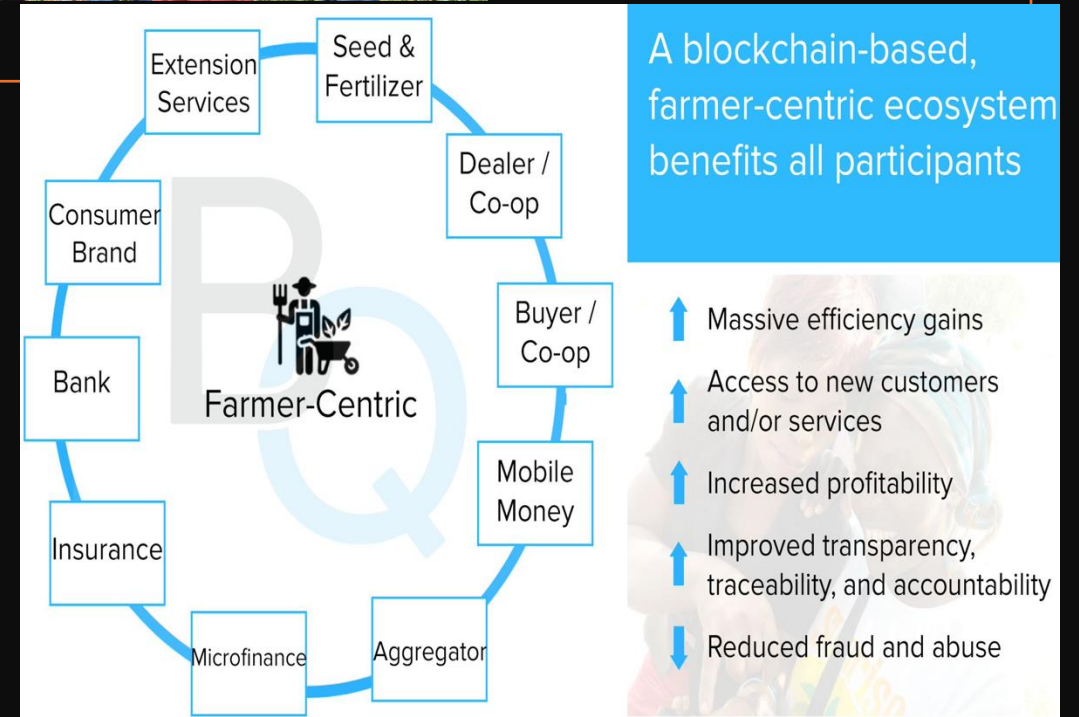 Extension
Services
Seed &
Fertilizer
Dealer /
Co-op
Buyer /
Co-op
Mobile
Money
Aggregator
Microfinance
Insurance
Bank
Consumer
Brand
BQ
Farmer-Centric
A blockchain-based,
farmer-centric ecosystem
benefits all participants
Massive efficiency gains
Access to new customers
and/or services
Increased profitability
Improved transparency,
traceability, and accountability
Reduced fraud and abuse